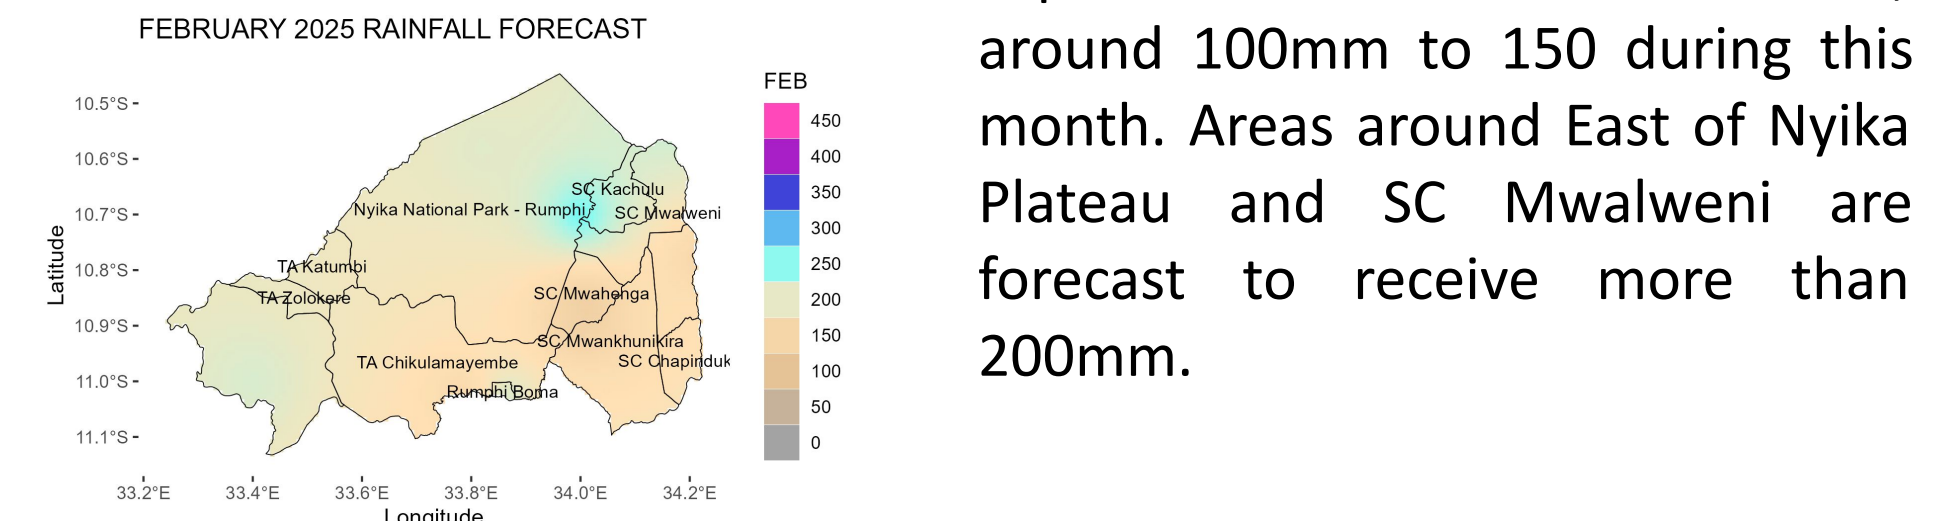 FEBRUARY 2025 RAINFALL FORECAST
FEB
450
400
350
300
250
200
150
100
50
0
Latitude
10.5°S
10.6°S
10.7°S
10.8°S
10.9°S
11.0°S
11.1°S
SC Kachulu
Nyika National Park - Rumphi
SC Mwalweni
TA Katumbi
TA Zolokere
SC Mwahenga
SC Mwankhunikira
TA Chikulamayembe
SC Chapinduk
Rumphi Boma
33.2°E
33.4°E
33.6°E
33.8°E
34.0°E
34.2°E
Longitude
around 100mm to 150 during this
month. Areas around East of Nyika
Plateau and SC Mwalweni are
forecast to receive more than
200mm.